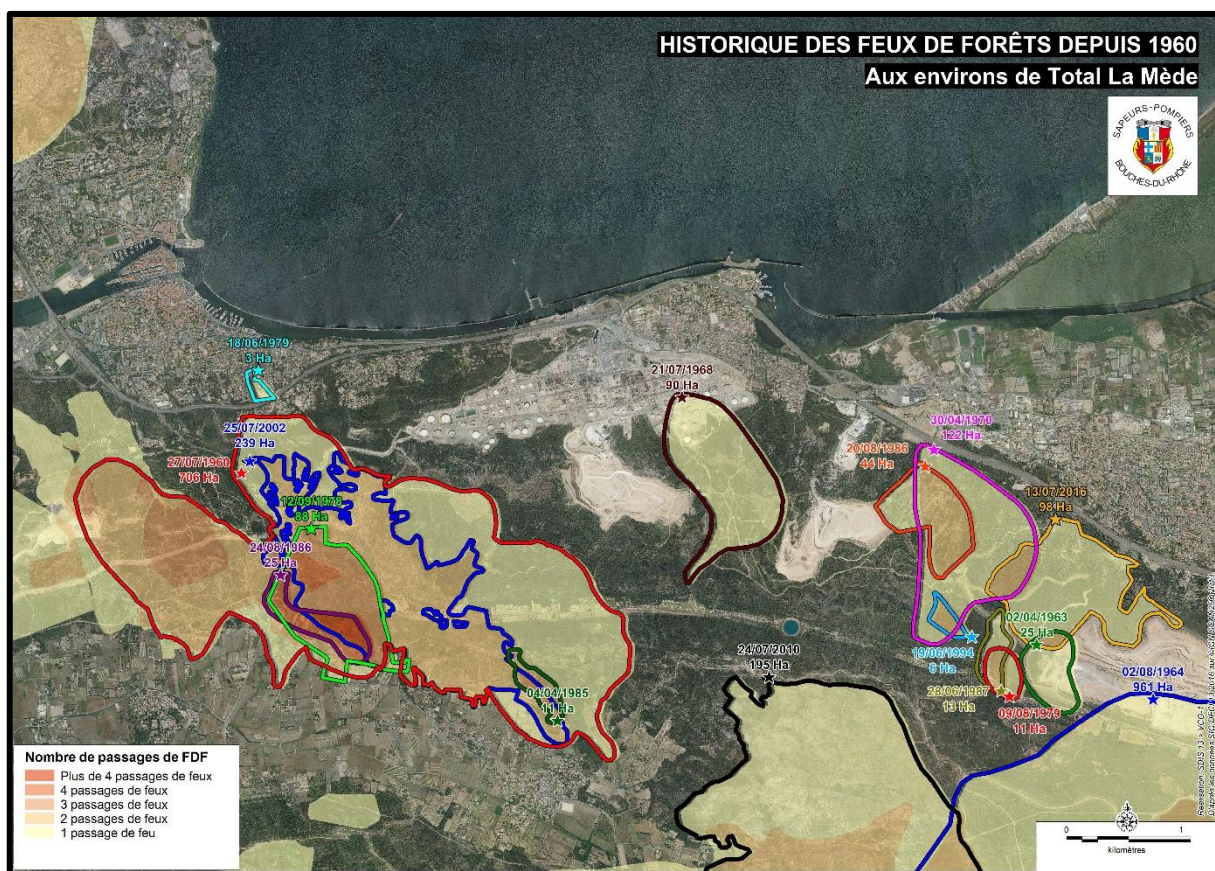 HISTORIQUE DES FEUX DE FORÊTS DEPUIS 1960
Aux environs de Total La Mède
SAPEURS-POMPIERS
BOUCHES-DU-RHÔNE
18/06/1979
3 Ha
21/07/1968
90 Ha
25/07/2002
239 Ha
30/04/1970
122 Ha
20/08/1986
44 Ha
27/07/1960
706 Ha
12/09/1978
88 Ha
13/07/2016
98 Ha
24/08/1986
25 Ha
02/04/1963
25 Ha
19/06/1994
6 Ha
24/07/2010
195 Ha
02/08/1964
961 Ha
04/04/1985
11 Ha
28/06/1987
13 Ha
09/08/1979
11 Ha
Nombre de passages de FDF
Plus de 4 passages de feux
4 passages de feux
3 passages de feux
2 passages de feux
1 passage de feu
0 1
kilomètres